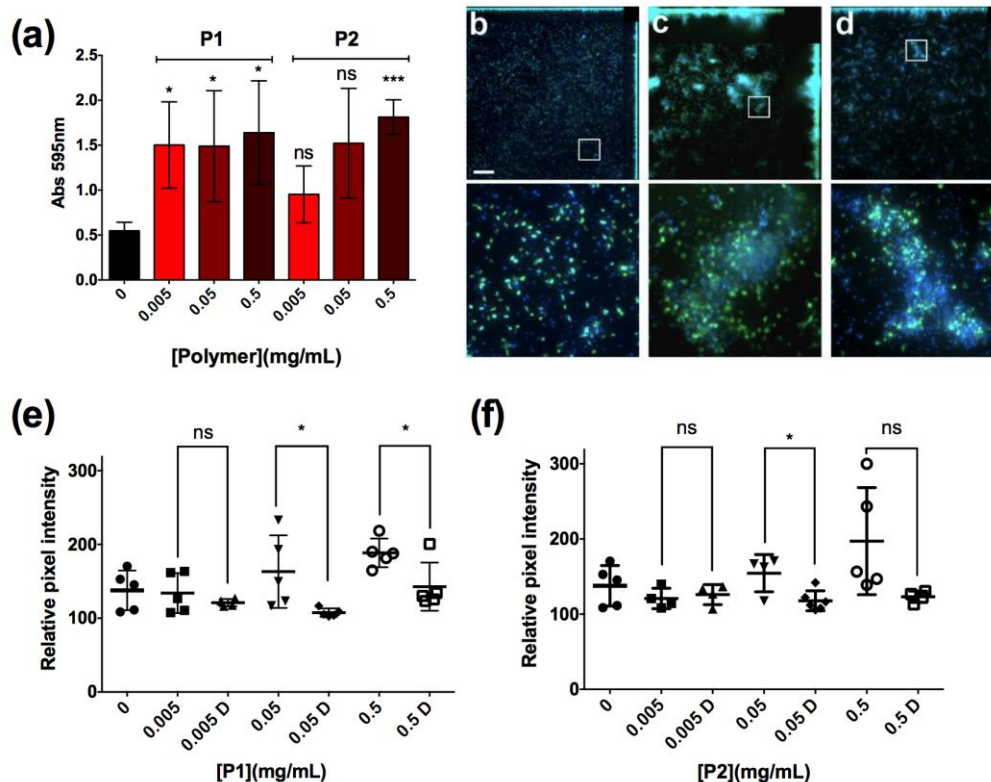 (a)
P1 P2
2.5
2.0
1.5
1.0
0.5
0.0
Abs 595nm
* * * ns ns ***
0 0.005 0.05 0.5 0.005 0.05 0.5
[Polymer](mg/mL)
b c d
(e)
ns * *
300
200
100
0
Relative pixel intensity
0 0.005 0.005 D 0.05 0.05 D 0.5 0.5 D
[P1](mg/mL)
(f)
ns * ns
300
200
100
0
Relative pixel intensity
0 0.005 0.005 D 0.05 0.05 D 0.5 0.5 D
[P2](mg/mL)